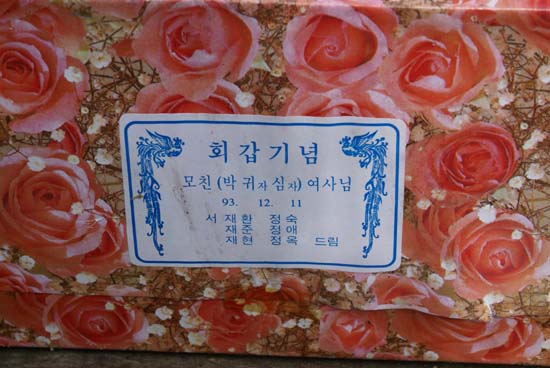 회갑기념
모친 (박 귀자 심자) 여사님
93. 12. 11
서 재환 정숙
재준 정애
재현 정옥 드림